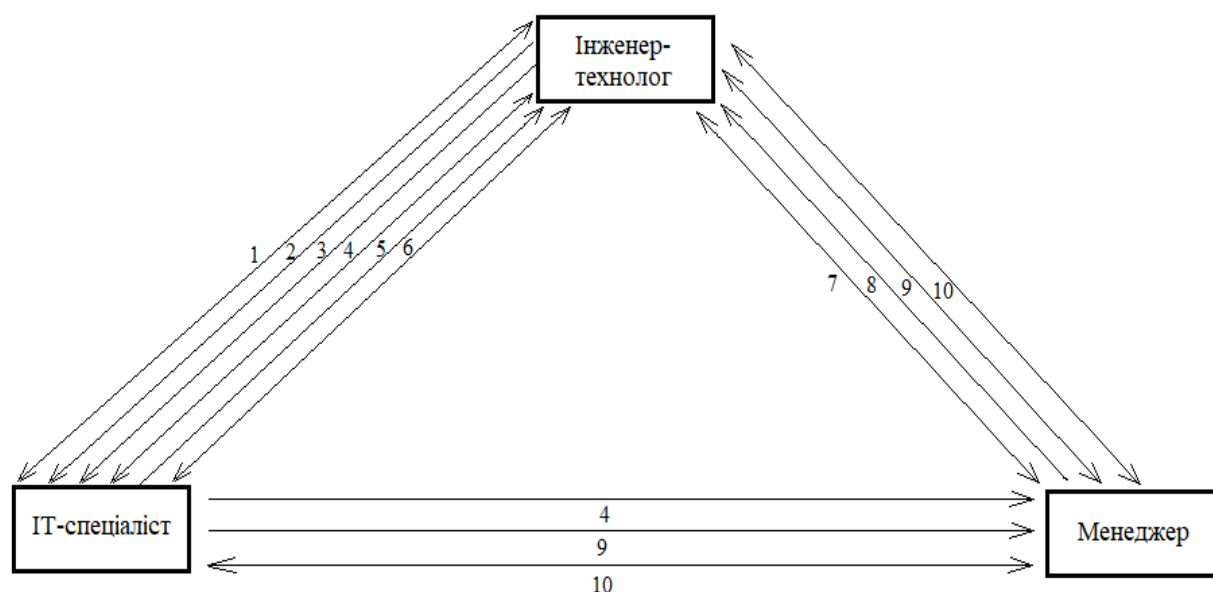 Інженер-
технолог
1 2 3 4 5 6
7 8 9 10
ІТ-спеціаліст
4
9
10
Менеджер